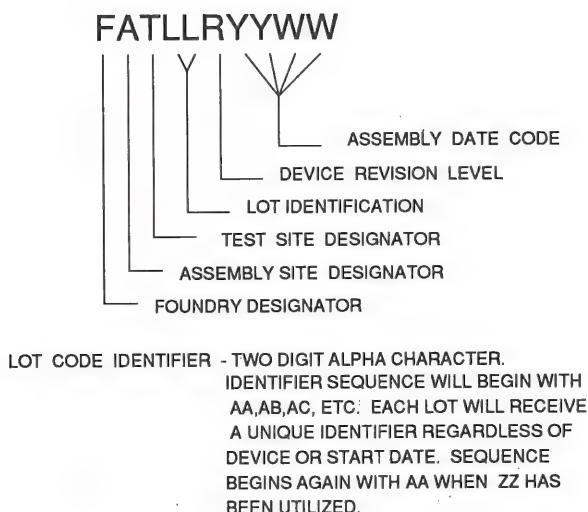 FATLLRYYWW
ASSEMBLY DATE CODE
DEVICE REVISION LEVEL
LOT IDENTIFICATION
TEST SITE DESIGNATOR
ASSEMBLY SITE DESIGNATOR
FOUNDRY DESIGNATOR
LOT CODE IDENTIFIER - TWO DIGIT ALPHA CHARACTER.
IDENTIFIER SEQUENCE WILL BEGIN WITH
AA,AB,AC, ETC. EACH LOT WILL RECEIVE
A UNIQUE IDENTIFIER REGARDLESS OF
DEVICE OR START DATE. SEQUENCE
BEGINS AGAIN WITH AA WHEN ZZ HAS
BEEN UTILIZED.